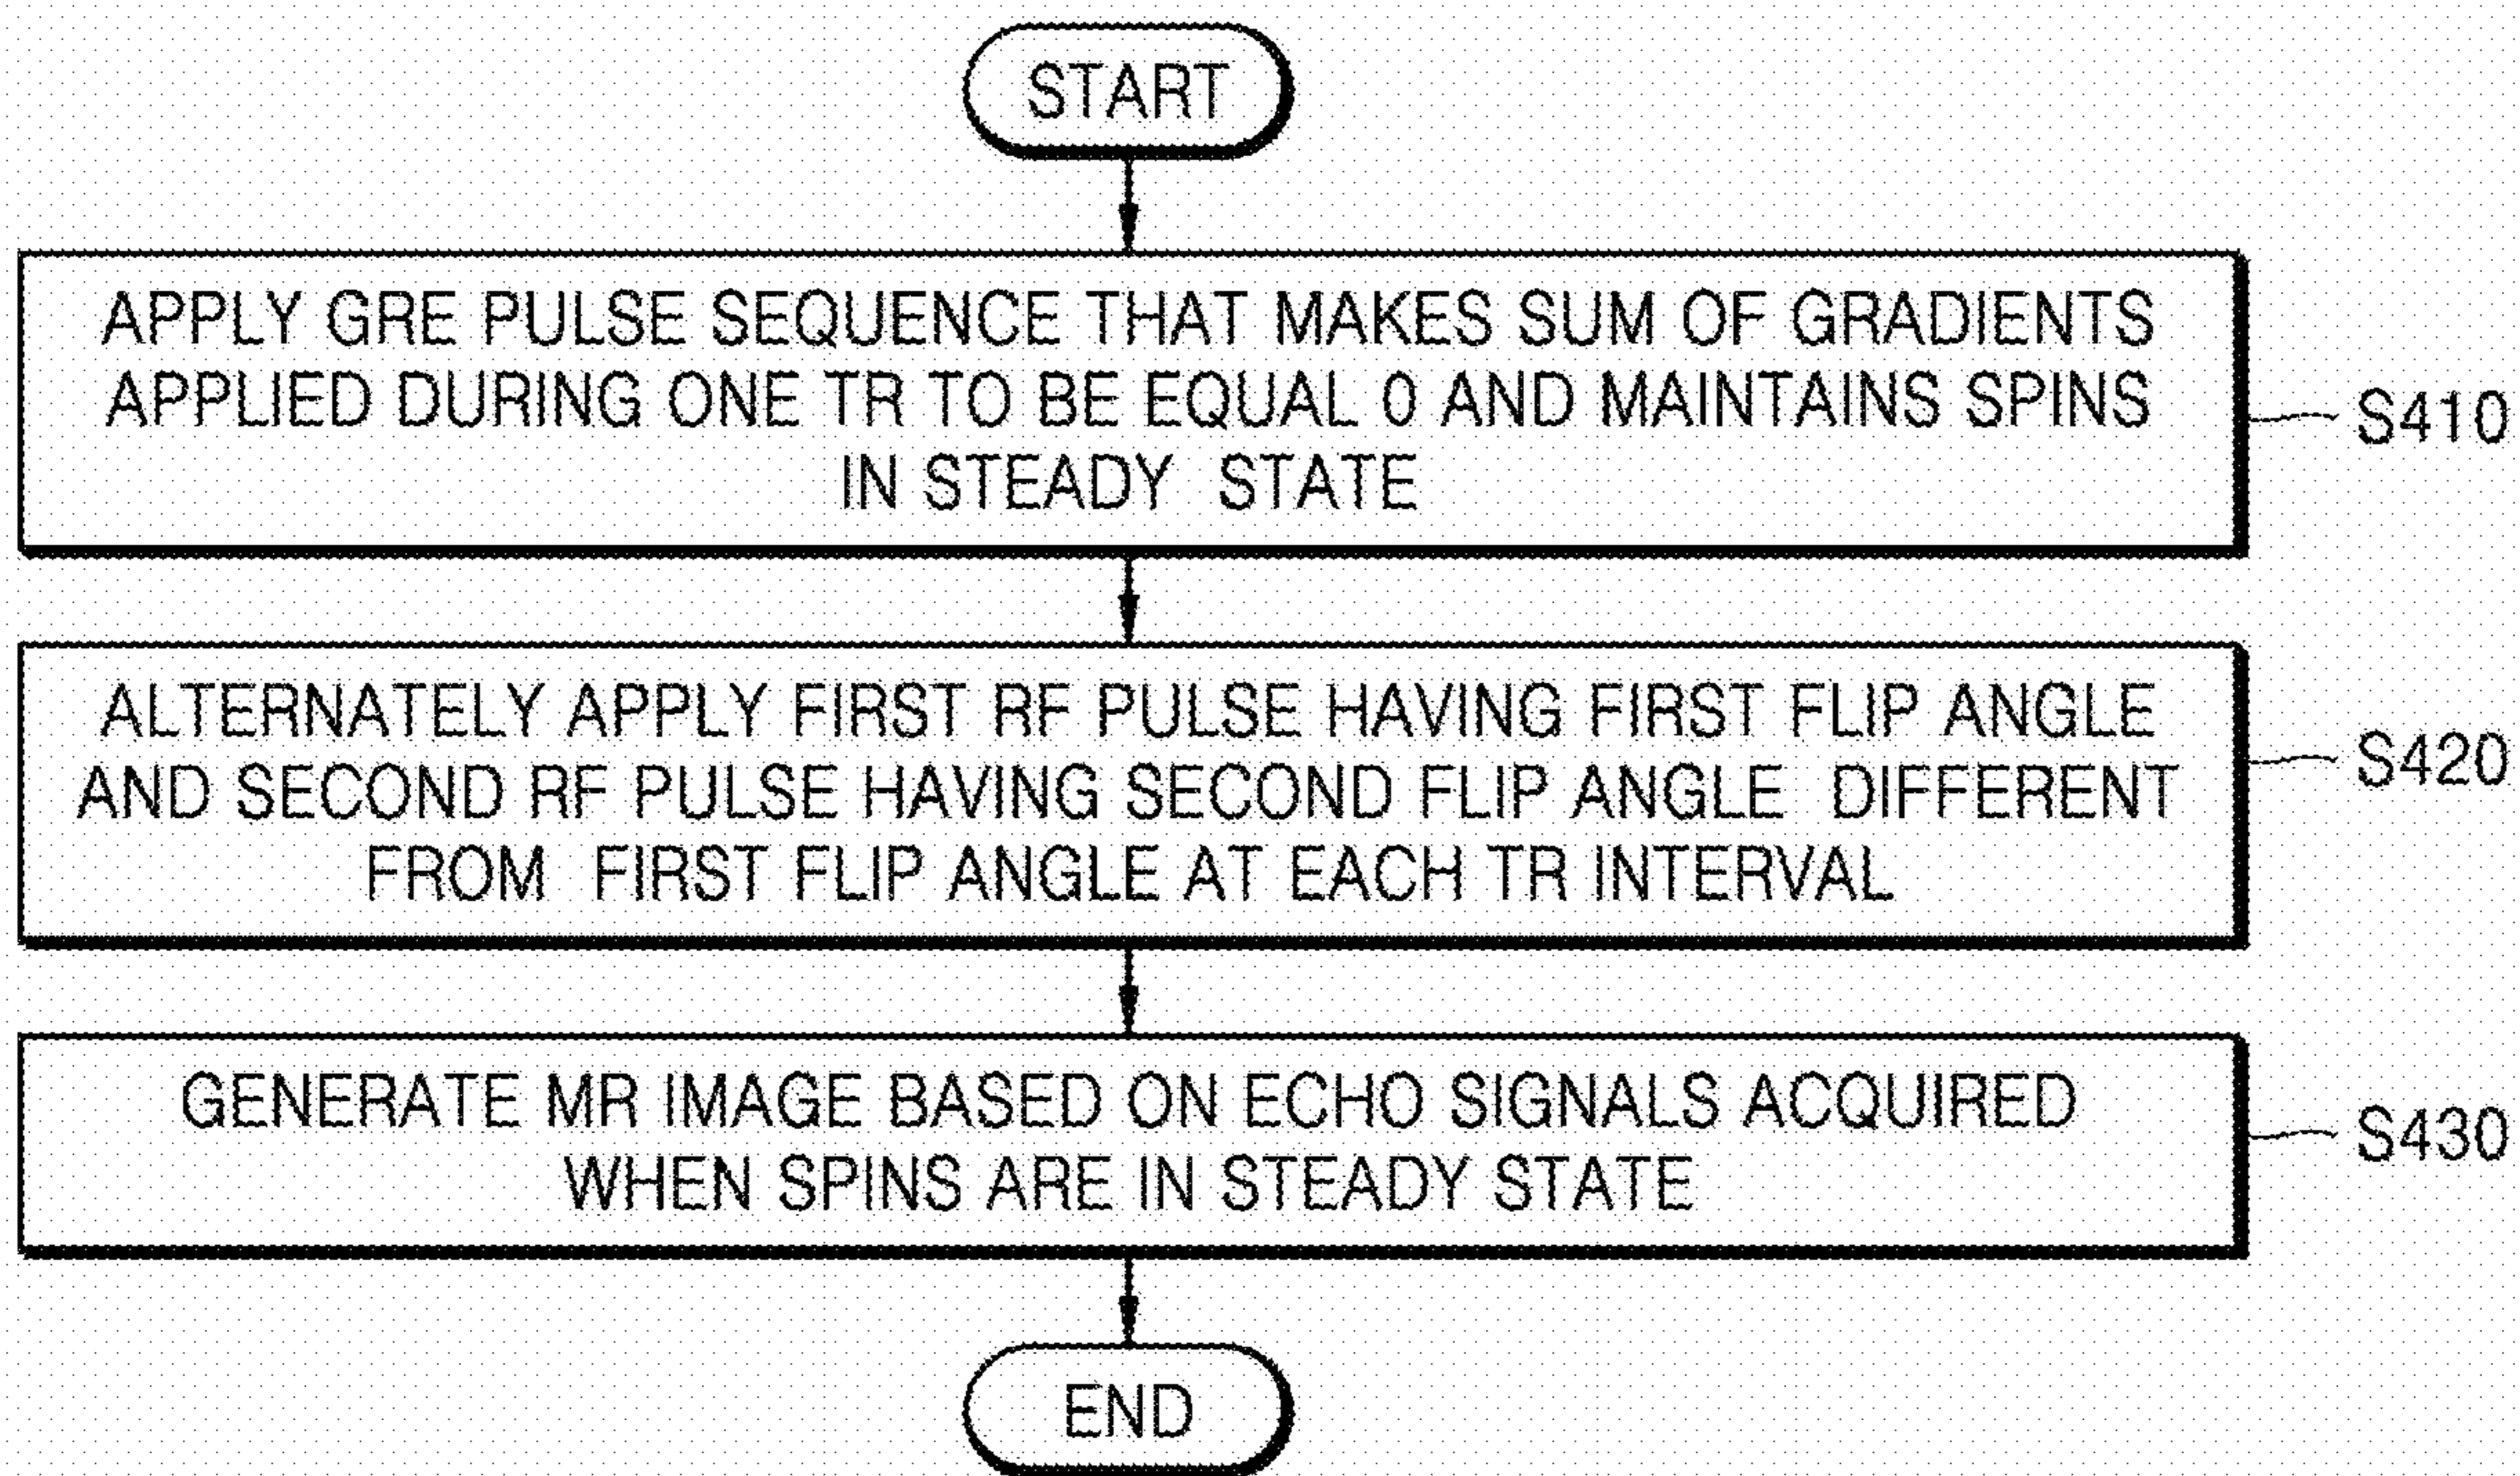 START
APPLY GRE PULSE SEQUENCE THAT MAKES SUM OF GRADIENTS
APPLIED DURING ONE TR TO BE EQUAL 0 AND MAINTAINS SPINS
IN STEADY STATE
S410
ALTERNATELY APPLY FIRST RF PULSE HAVING FIRST FLIP ANGLE
AND SECOND RF PULSE HAVING SECOND FLIP ANGLE DIFFERENT
FROM FIRST FLIP ANGLE AT EACH TR INTERVAL
S420
GENERATE MR IMAGE BASED ON ECHO SIGNALS ACQUIRED
WHEN SPINS ARE IN STEADY STATE
S430
END